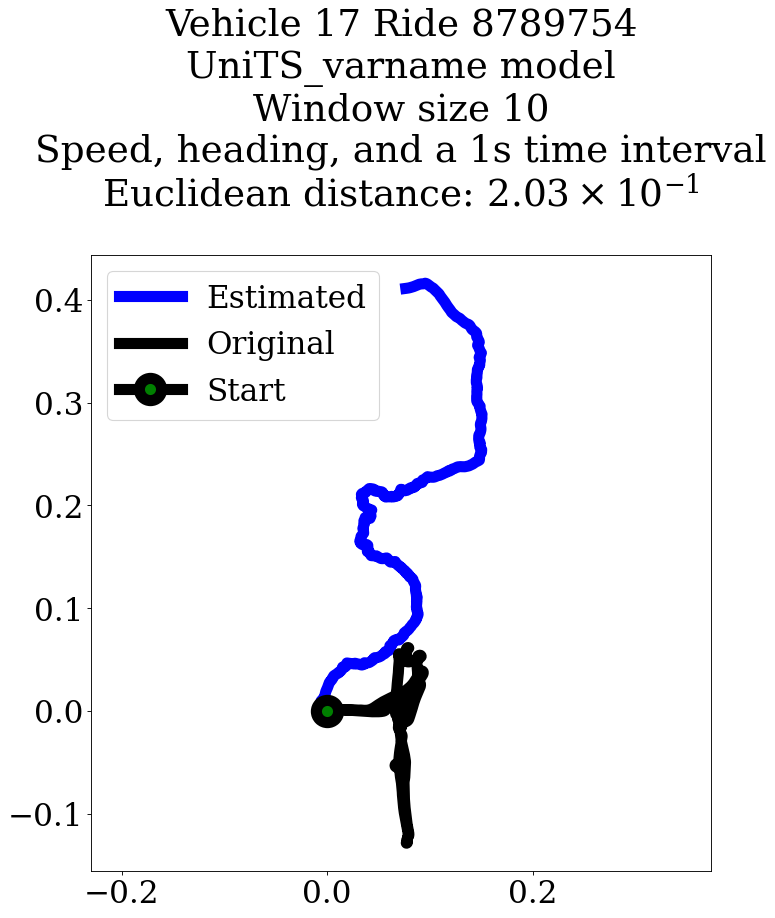 Vehicle 17 Ride 8789754
UniTS_varname model
Window size 10
Speed, heading, and a 1s time interval
Euclidean distance: 2.03 × 10⁻¹
Estimated
Original
Start
0.4
0.3
0.2
0.1
0.0
−0.1
−0.2 0.0 0.2